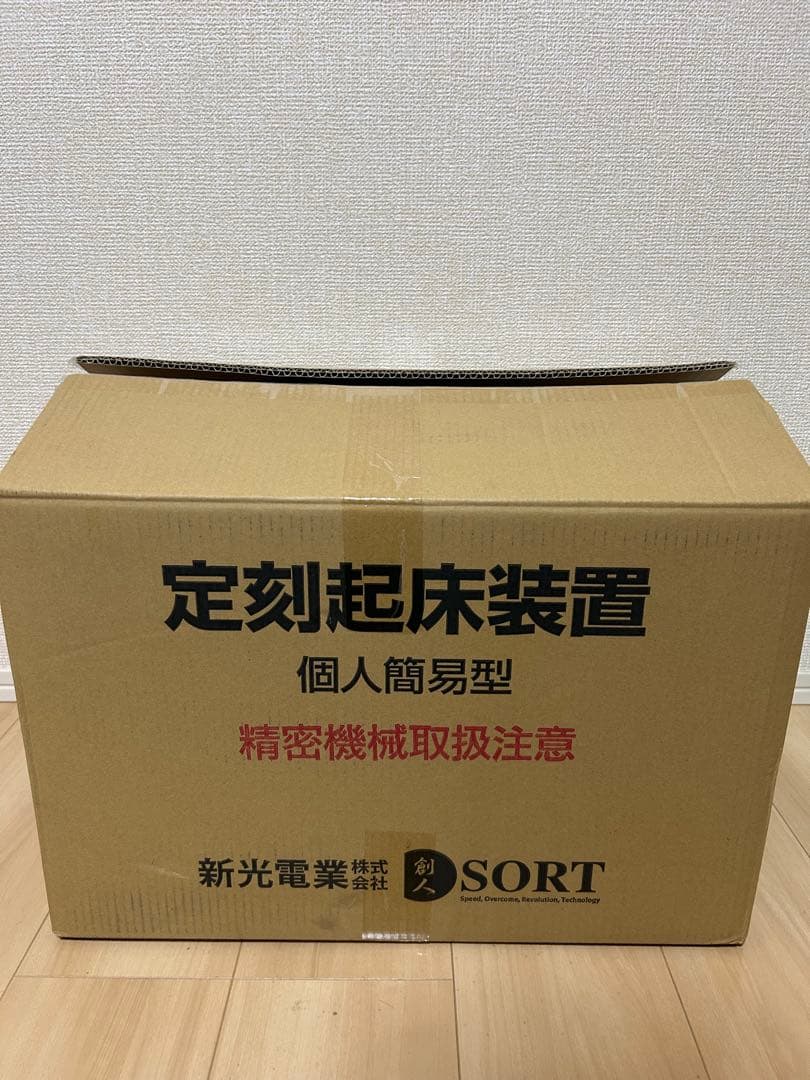 定刻起床装置
個人簡易型
精密機械取扱注意
新光電業株式会社 創人 SORT
Speed, Overcome, Revolution, Technology